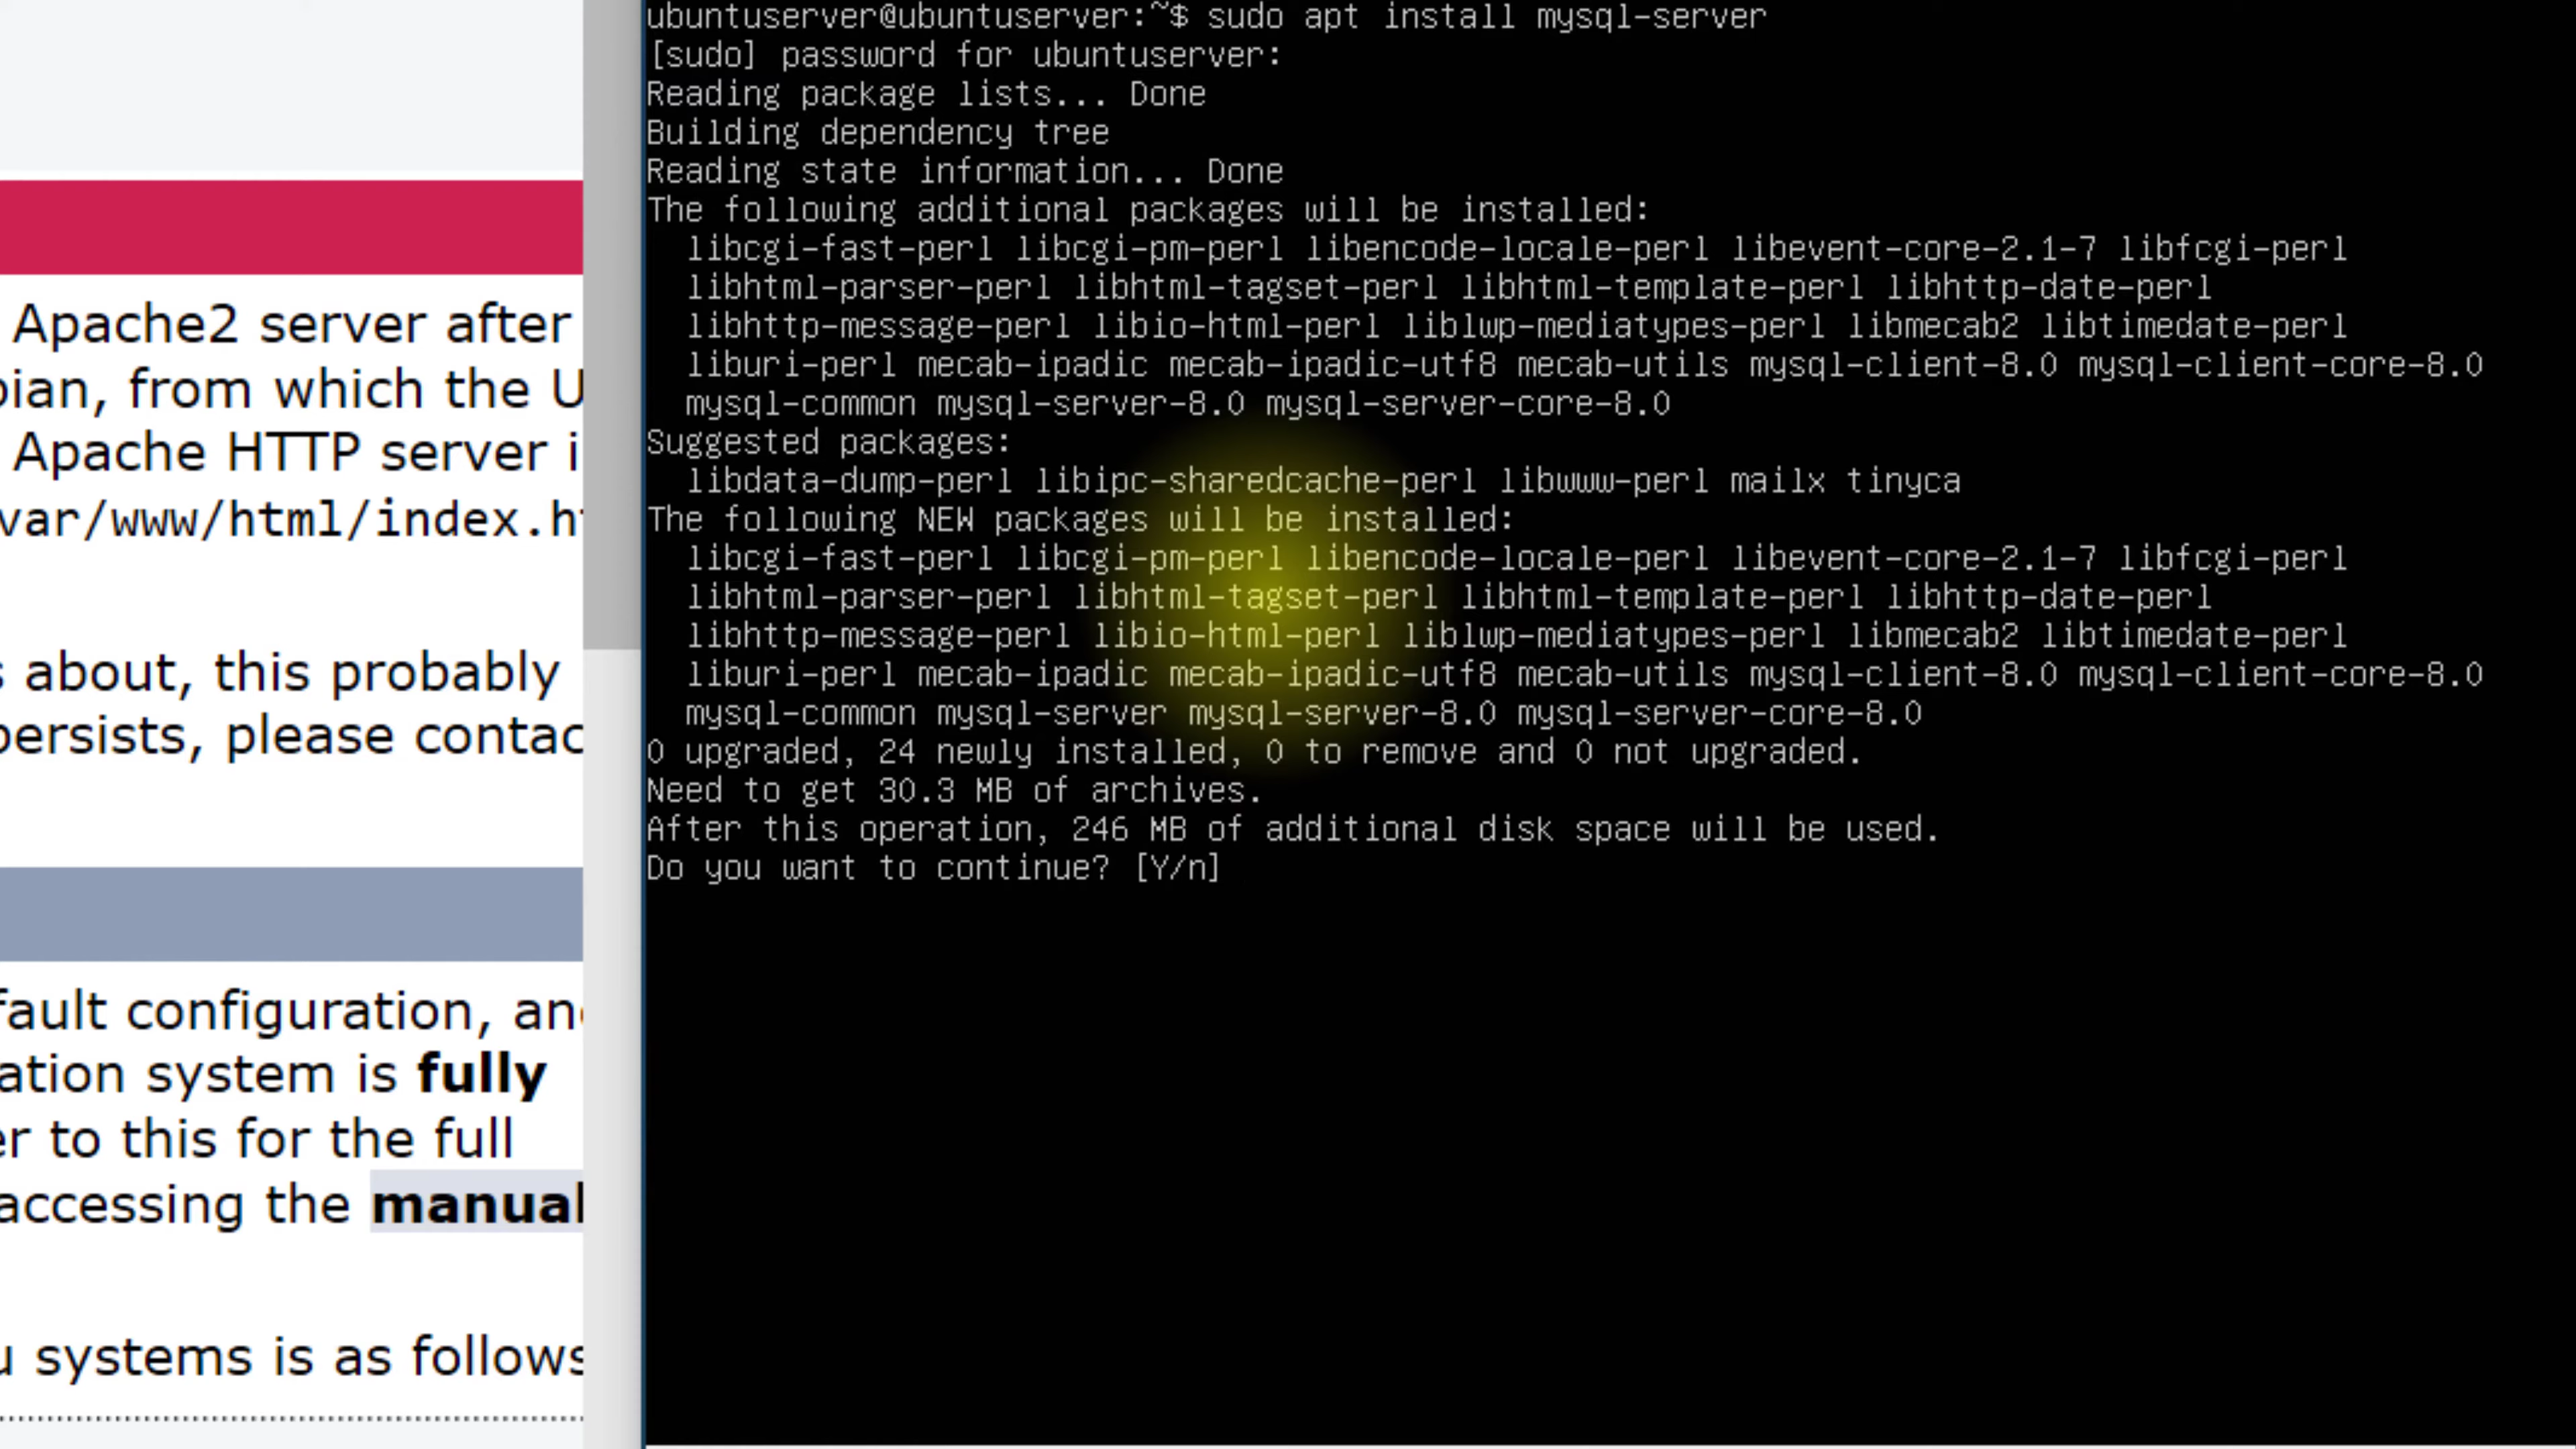 Apache2 server after
bian, from which the U
Apache HTTP server i
var/www/html/index.h
s about, this probably
persists, please contac
fault configuration, an
ation system is fully
er to this for the full
accessing the manual
u systems is as follows
ubuntuserver@ubuntuserver:~$ sudo apt install mysql-server
[sudo] password for ubuntuserver:
Reading package lists... Done
Building dependency tree
Reading state information... Done
The following additional packages will be installed:
libcgi-fast-perl libcgi-pm-perl libencode-locale-perl libevent-core-2.1-7 libfcgi-perl
libhtml-parser-perl libhtml-tagset-perl libhtml-template-perl libhttp-date-perl
libhttp-message-perl libio-html-perl liblwp-mediatypes-perl libmecab2 libtimedate-perl
liburi-perl mecab-ipadic mecab-ipadic-utf8 mecab-utils mysql-client-8.0 mysql-client-core-8.0
mysql-common mysql-server-8.0 mysql-server-core-8.0
Suggested packages:
libdata-dump-perl libipc-sharedcache-perl libwww-perl mailx tinyca
The following NEW packages will be installed:
libcgi-fast-perl libcgi-pm-perl libencode-locale-perl libevent-core-2.1-7 libfcgi-perl
libhtml-parser-perl libhtml-tagset-perl libhtml-template-perl libhttp-date-perl
libhttp-message-perl libio-html-perl liblwp-mediatypes-perl libmecab2 libtimedate-perl
liburi-perl mecab-ipadic mecab-ipadic-utf8 mecab-utils mysql-client-8.0 mysql-client-core-8.0
mysql-common mysql-server mysql-server-8.0 mysql-server-core-8.0
0 upgraded, 24 newly installed, 0 to remove and 0 not upgraded.
Need to get 30.3 MB of archives.
After this operation, 246 MB of additional disk space will be used.
Do you want to continue? [Y/n]